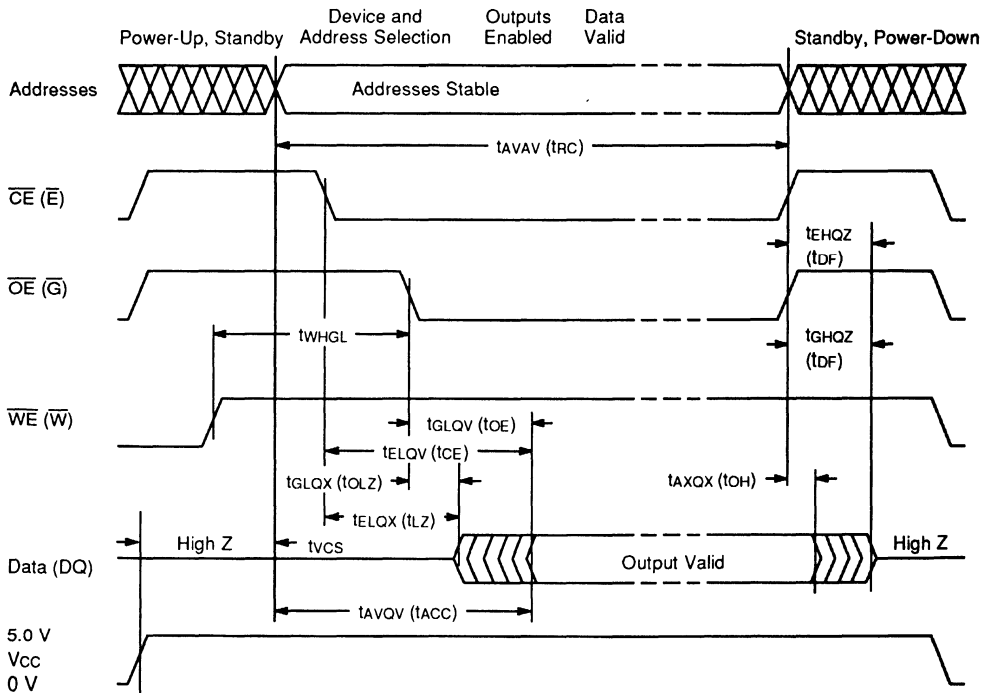 Power-Up, Standby
Device and
Address Selection
Outputs
Enabled
Data
Valid
Standby, Power-Down
Addresses
Addresses Stable
tAVAV (tRC)
CE (E)
tEHQZ
(tDF)
OE (G)
tWHGL
tGHQZ
(tDF)
WE (W)
tGLQV (tOE)
tELQV (tCE)
tGLQX (tOLZ)
tAXQX (tOH)
tELQX (tLZ)
High Z
tVCS
High Z
Data (DQ)
Output Valid
tAVQV (tACC)
5.0 V
VCC
0 V